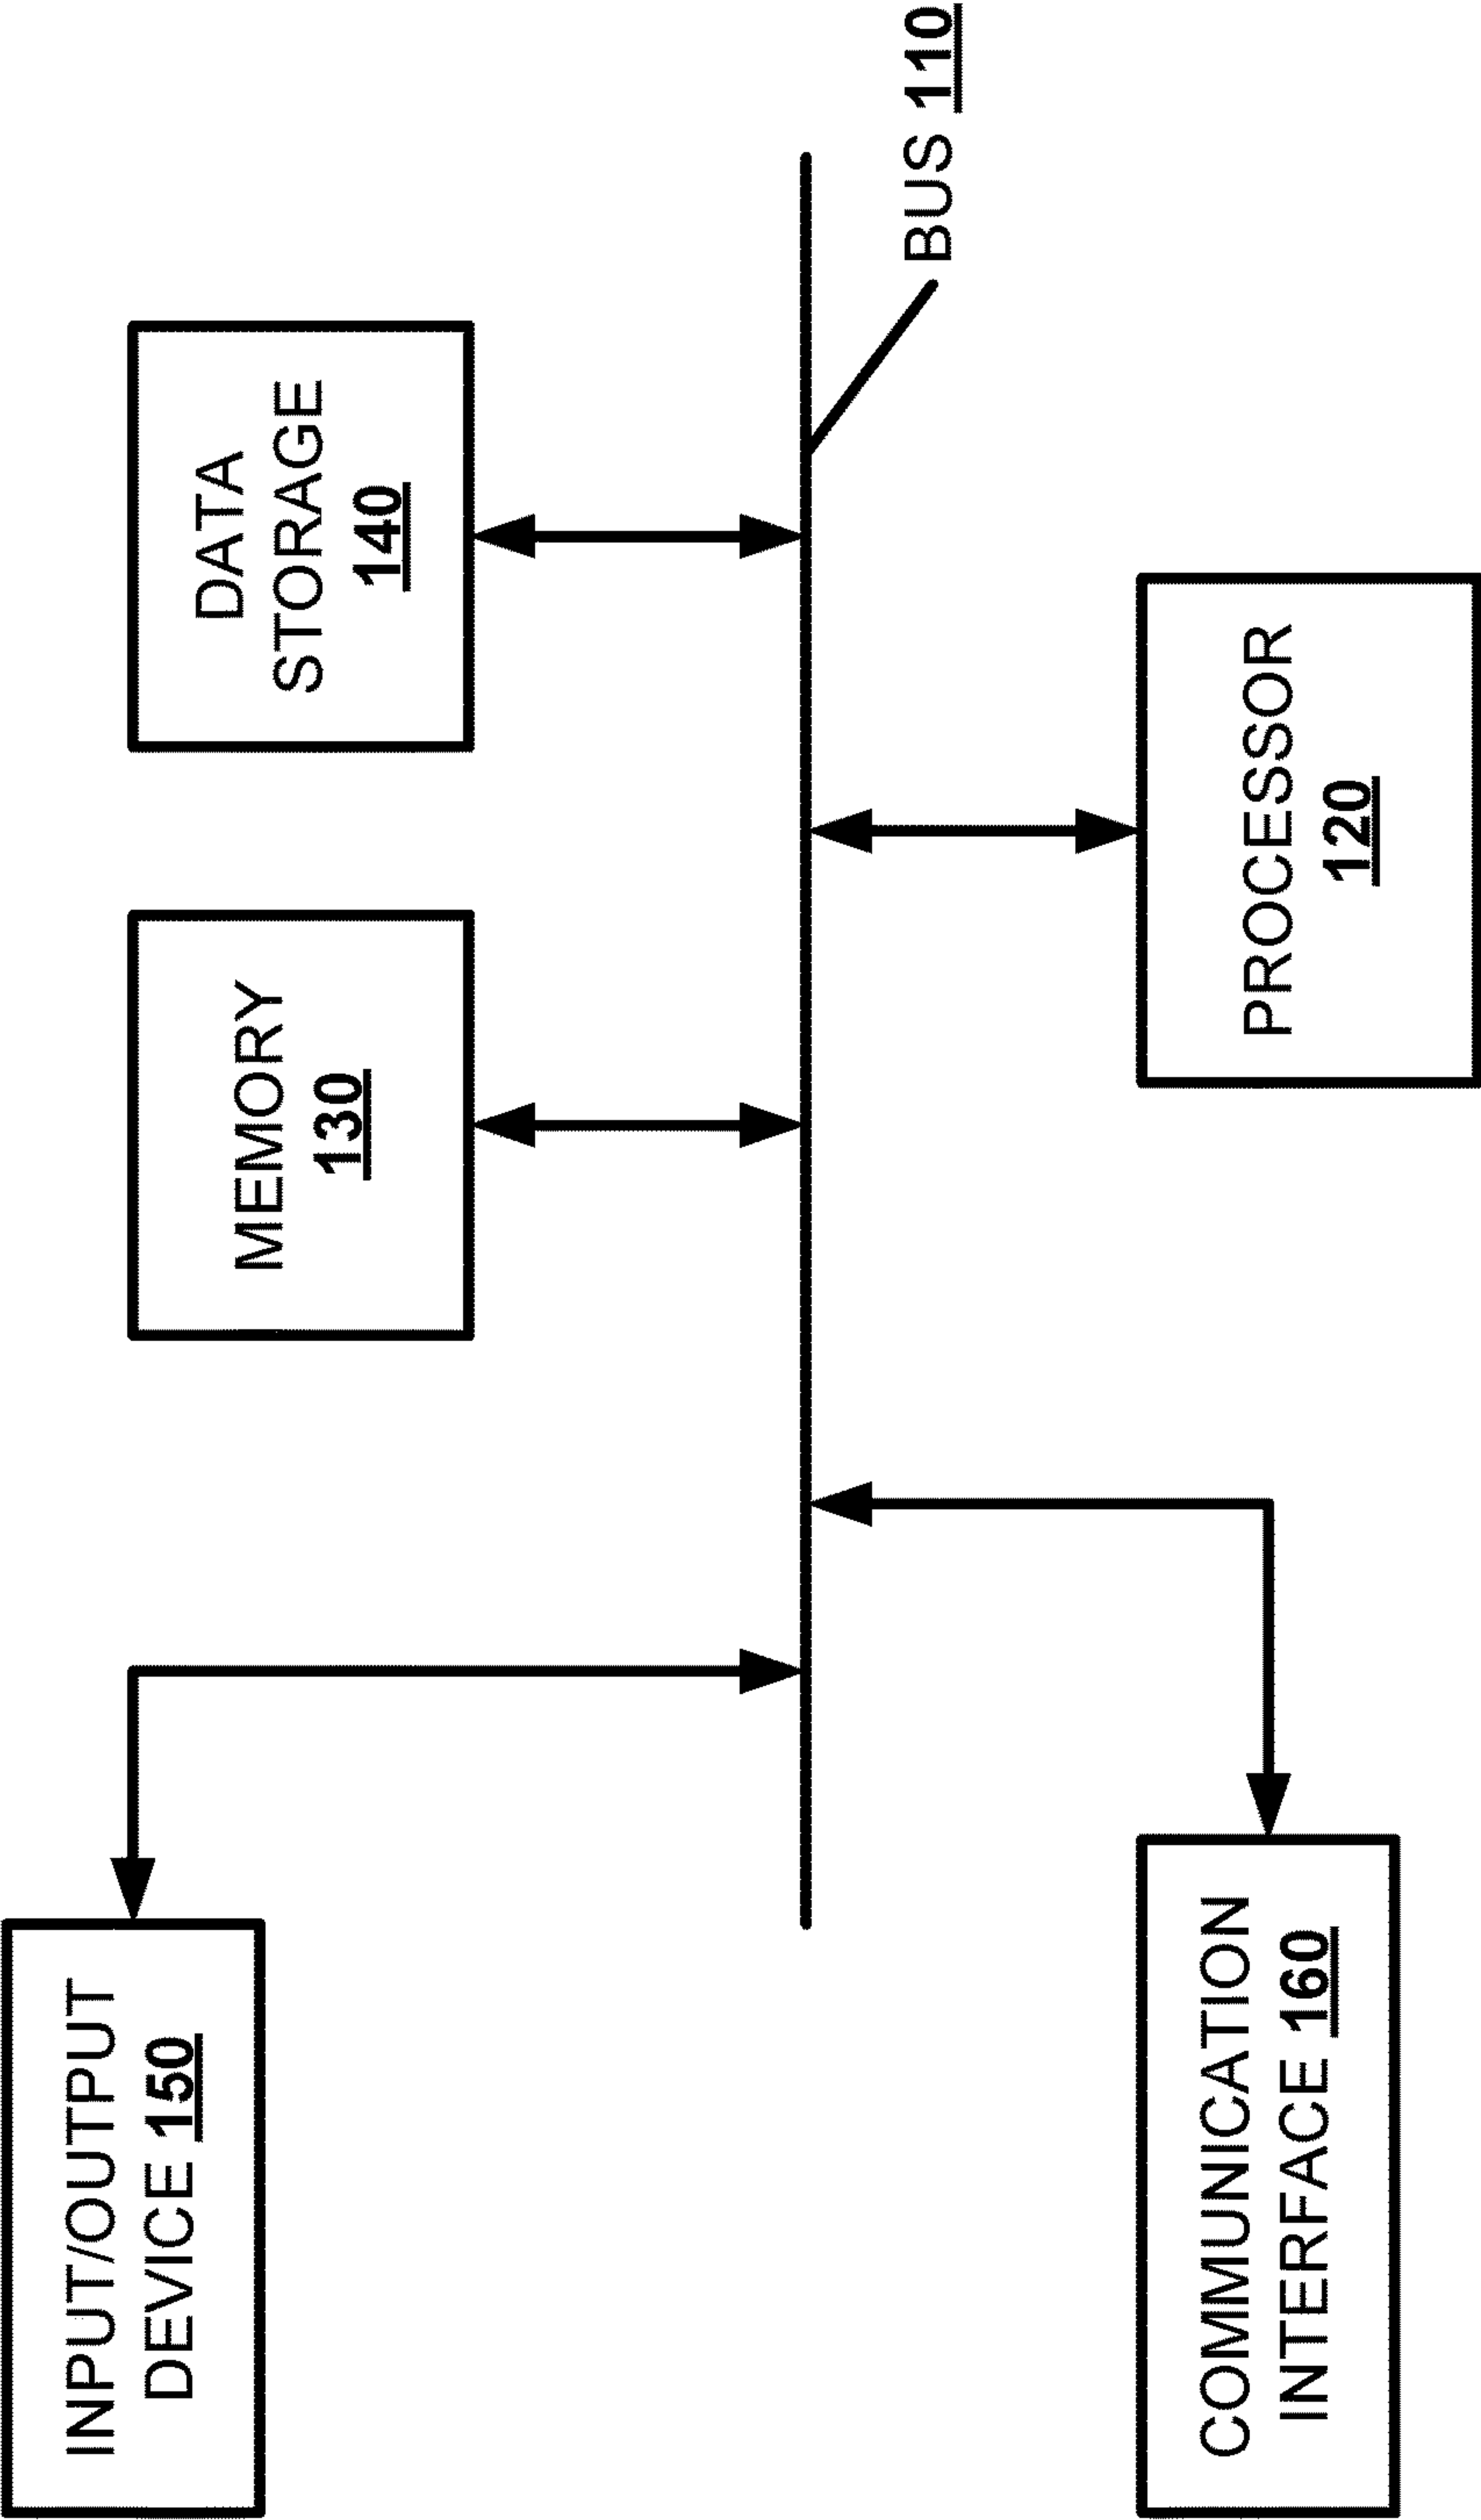 INPUT/OUTPUT
DEVICE 150
MEMORY
130
DATA
STORAGE
140
BUS 110
COMMUNICATION
INTERFACE 160
PROCESSOR
120